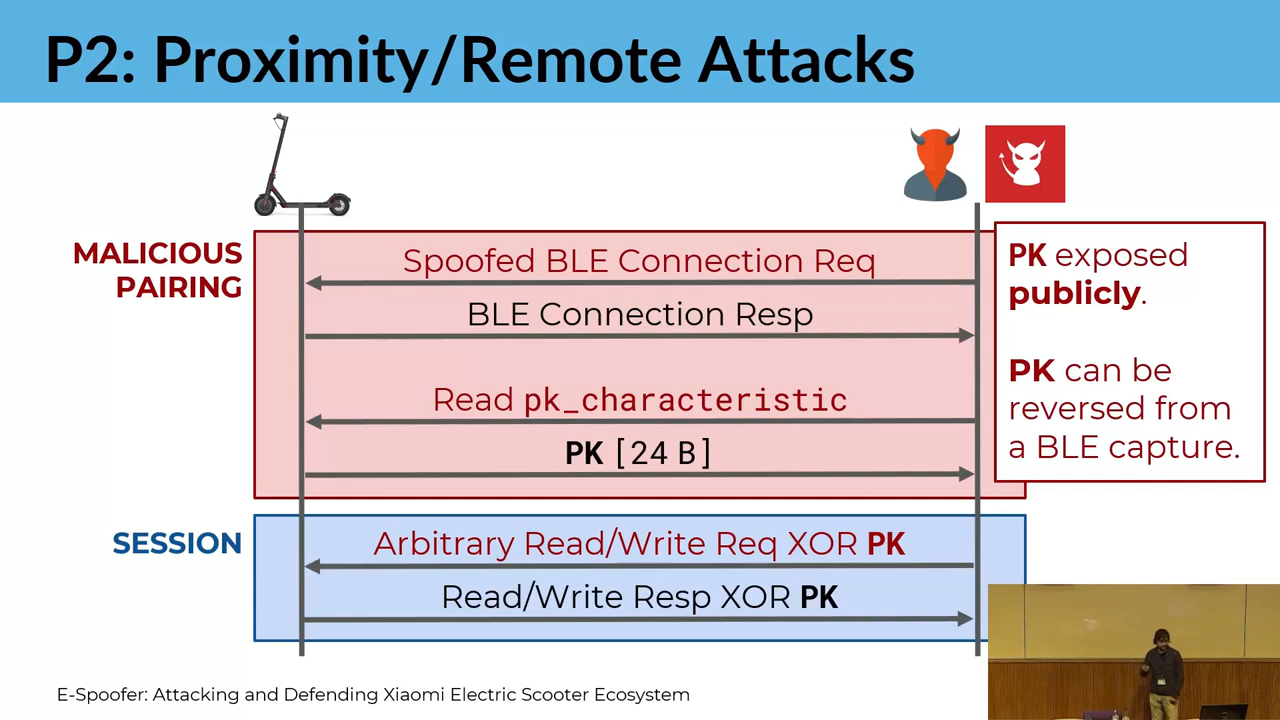 P2: Proximity/Remote Attacks
MALICIOUS
PAIRING
Spoofed BLE Connection Req
BLE Connection Resp
Read pk_characteristic
PK [24 B]
PK exposed
publicly.
PK can be
reversed from
a BLE capture.
SESSION
Arbitrary Read/Write Req XOR PK
Read/Write Resp XOR PK
E-Spoofer: Attacking and Defending Xiaomi Electric Scooter Ecosystem